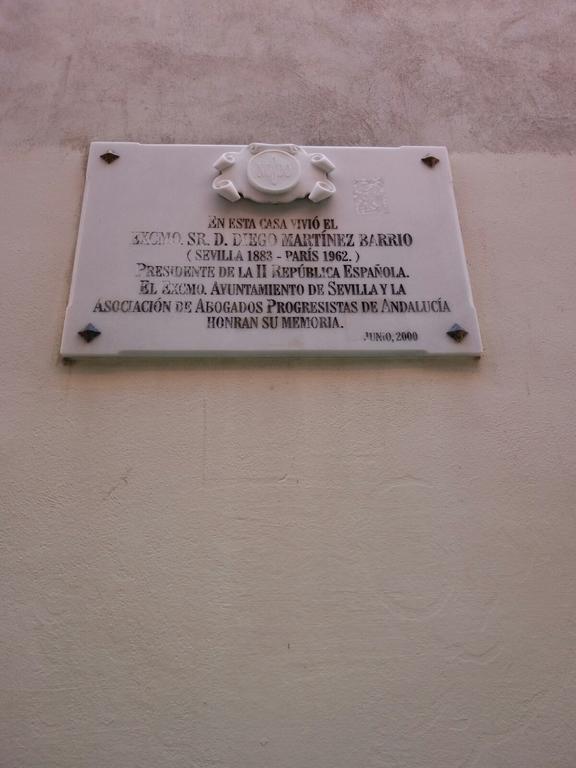 NO8DO
EN ESTA CASA VIVIÓ EL
EXCMO. SR. D. DIEGO MARTÍNEZ BARRIO
( SEVILLA 1883 - PARÍS 1962. )
PRESIDENTE DE LA II REPÚBLICA ESPAÑOLA.
EL EXCMO. AYUNTAMIENTO DE SEVILLA Y LA
ASOCIACIÓN DE ABOGADOS PROGRESISTAS DE ANDALUCÍA
HONRAN SU MEMORIA.
JUNIO, 2000